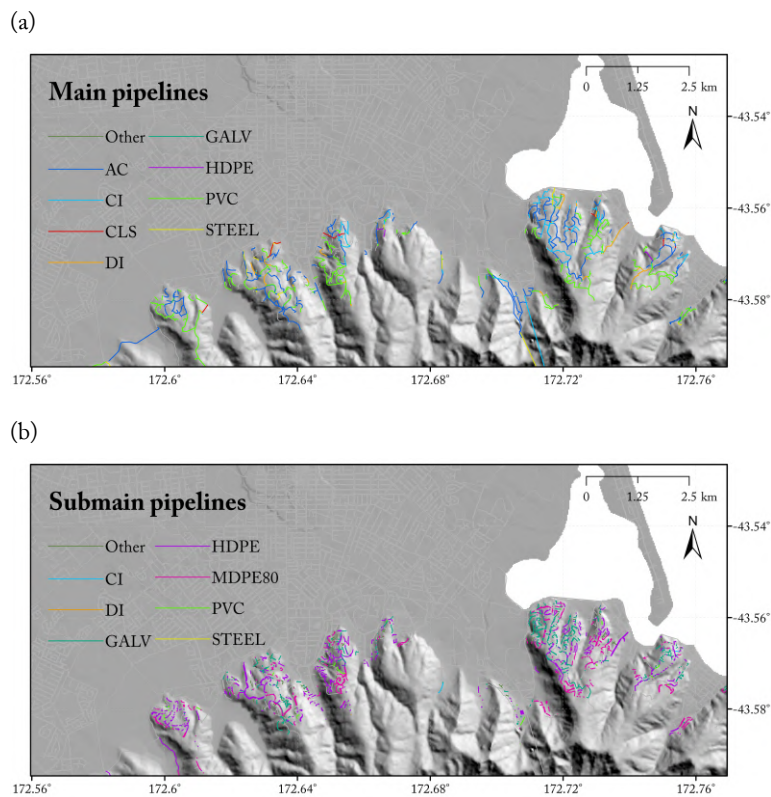 (a)
Main pipelines
0 1.25 2.5 km
N
Other GALV
AC HDPE
CI PVC
CLS STEEL
DI
-43.54°
-43.56°
-43.58°
172.56° 172.6° 172.64° 172.68° 172.72° 172.76°
(b)
Submain pipelines
0 1.25 2.5 km
N
Other HDPE
CI MDPE80
DI PVC
GALV STEEL
-43.54°
-43.56°
-43.58°
172.56° 172.6° 172.64° 172.68° 172.72° 172.76°